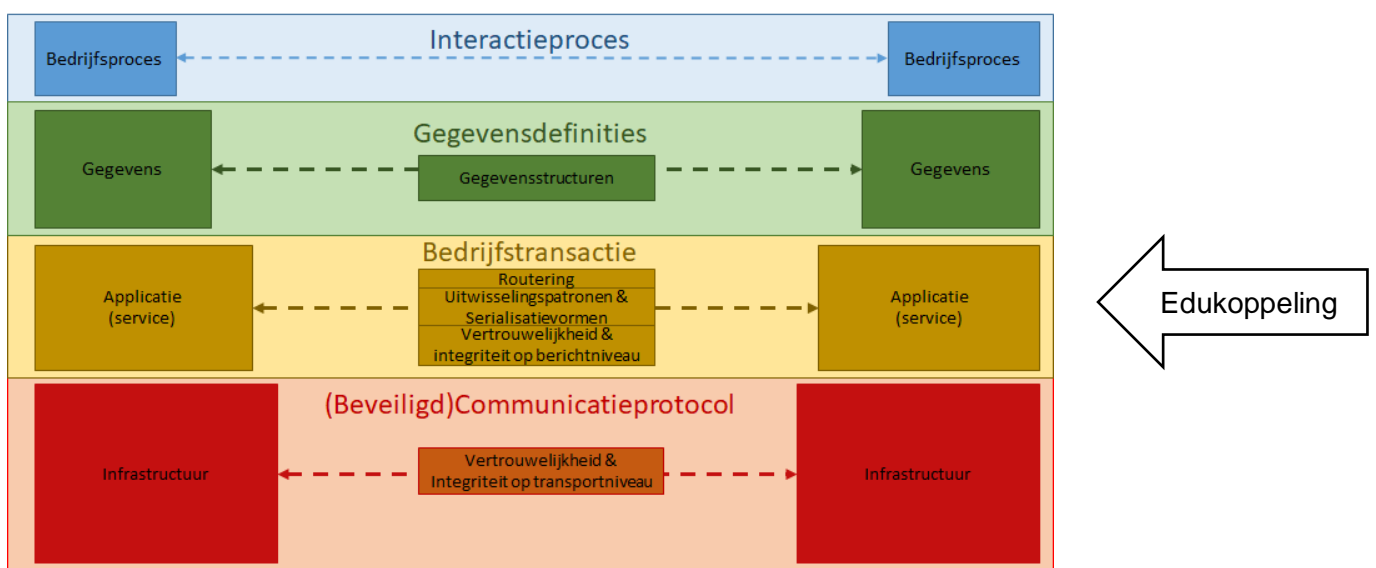 Interactieproces
Bedrijfsproces
Bedrijfsproces
Gegevensdefinities
Gegevens
Gegevensstructuren
Gegevens
Bedrijfstransactie
Applicatie
(service)
Routering
Uitwisselingspatronen &
Serialisatievormen
Vertrouwelijkheid &
integriteit op berichtniveau
Applicatie
(service)
Edukoppeling
(Beveiligd)Communicatieprotocol
Infrastructuur
Vertrouwelijkheid &
Integriteit op transportniveau
Infrastructuur